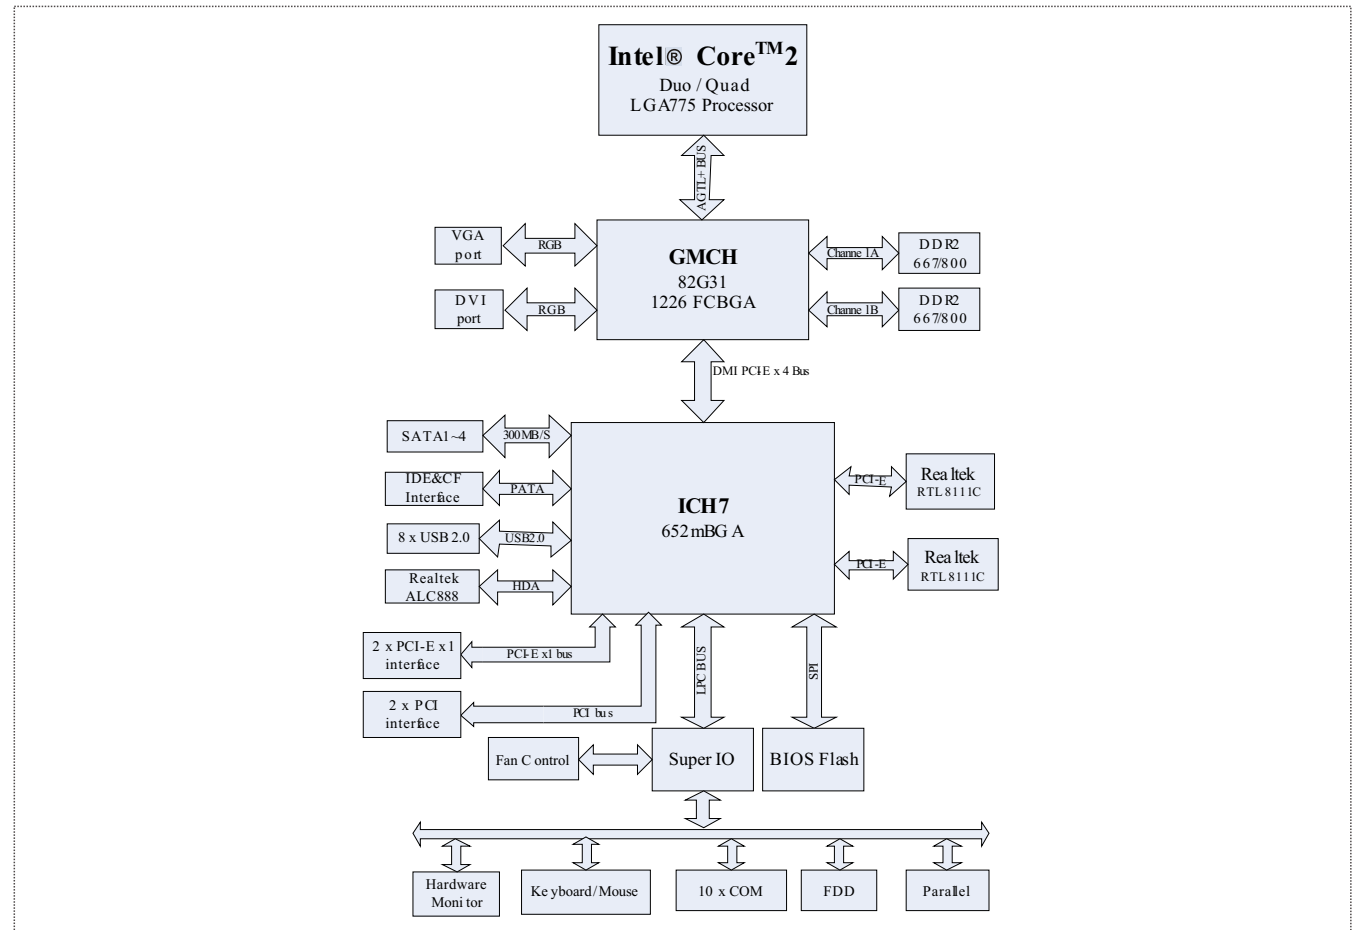 Intel® Core™2
Duo / Quad
LGA775 Processor
AGTL+ BUS
VGA
port
RGB
GMCH
82G31
1226 FCBGA
Channe 1A
DDR2
667/800
DVI
port
RGB
Channe 1B
DDR2
667/800
DMI PCI-E x 4 Bus
SATA1~4
300MB/S
IDE&CF
Interface
PATA
ICH7
652mBGA
PCI-E
Realtek
RTL8111C
8 x USB 2.0
USB2.0
Realtek
ALC888
HDA
PCI-E
Realtek
RTL8111C
2 x PCI-E x1
interface
PCI-E x1 bus
LPC BUS
SPI
2 x PCI
interface
PCI bus
Fan Control
Super IO
BIOS Flash
Hardware
Monitor
Keyboard/Mouse
10 x COM
FDD
Parallel